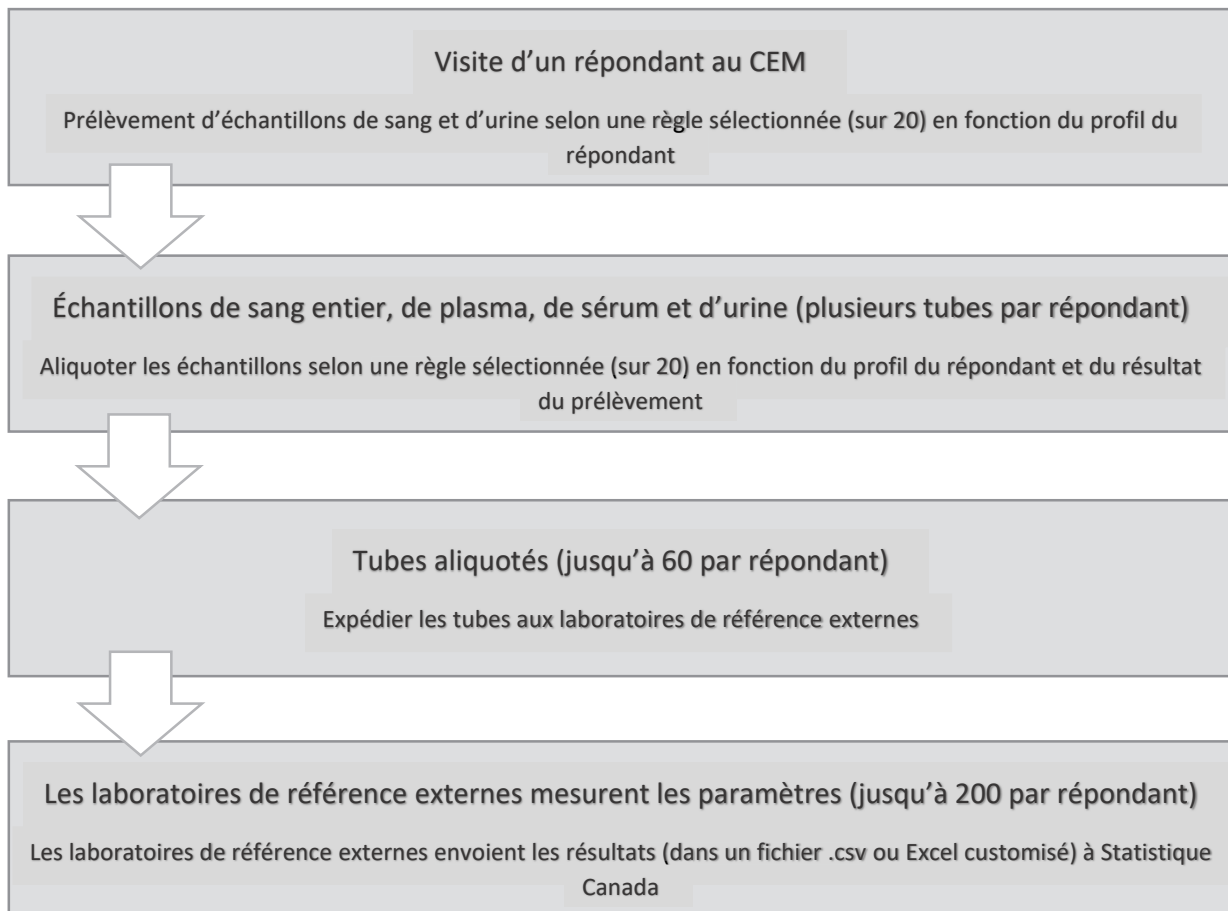 Visite d’un répondant au CEM
Prélèvement d’échantillons de sang et d’urine selon une règle sélectionnée (sur 20) en fonction du profil du
répondant
Échantillons de sang entier, de plasma, de sérum et d’urine (plusieurs tubes par répondant)
Aliquoter les échantillons selon une règle sélectionnée (sur 20) en fonction du profil du répondant et du résultat
du prélèvement
Tubes aliquotés (jusqu’à 60 par répondant)
Expédier les tubes aux laboratoires de référence externes
Les laboratoires de référence externes mesurent les paramètres (jusqu’à 200 par répondant)
Les laboratoires de référence externes envoient les résultats (dans un fichier .csv ou Excel customisé) à Statistique
Canada